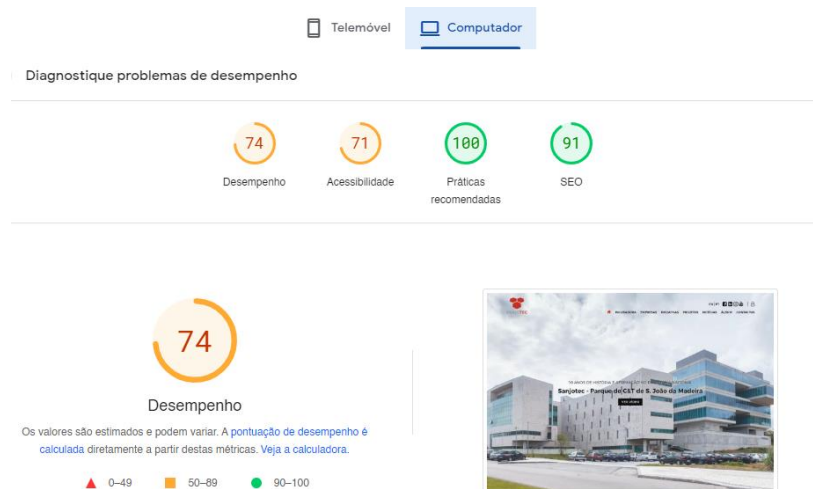 Telemóvel
Computador
Diagnostique problemas de desempenho
74
71
100
91
Desempenho
Acessibilidade
Práticas
recomendadas
SEO
74
Desempenho
Os valores são estimados e podem variar. A pontuação de desempenho é
calculada diretamente a partir destas métricas. Veja a calculadora.
0–49
50–89
90–100
Sanjotec - Parque de C&T de S. João da Madeira